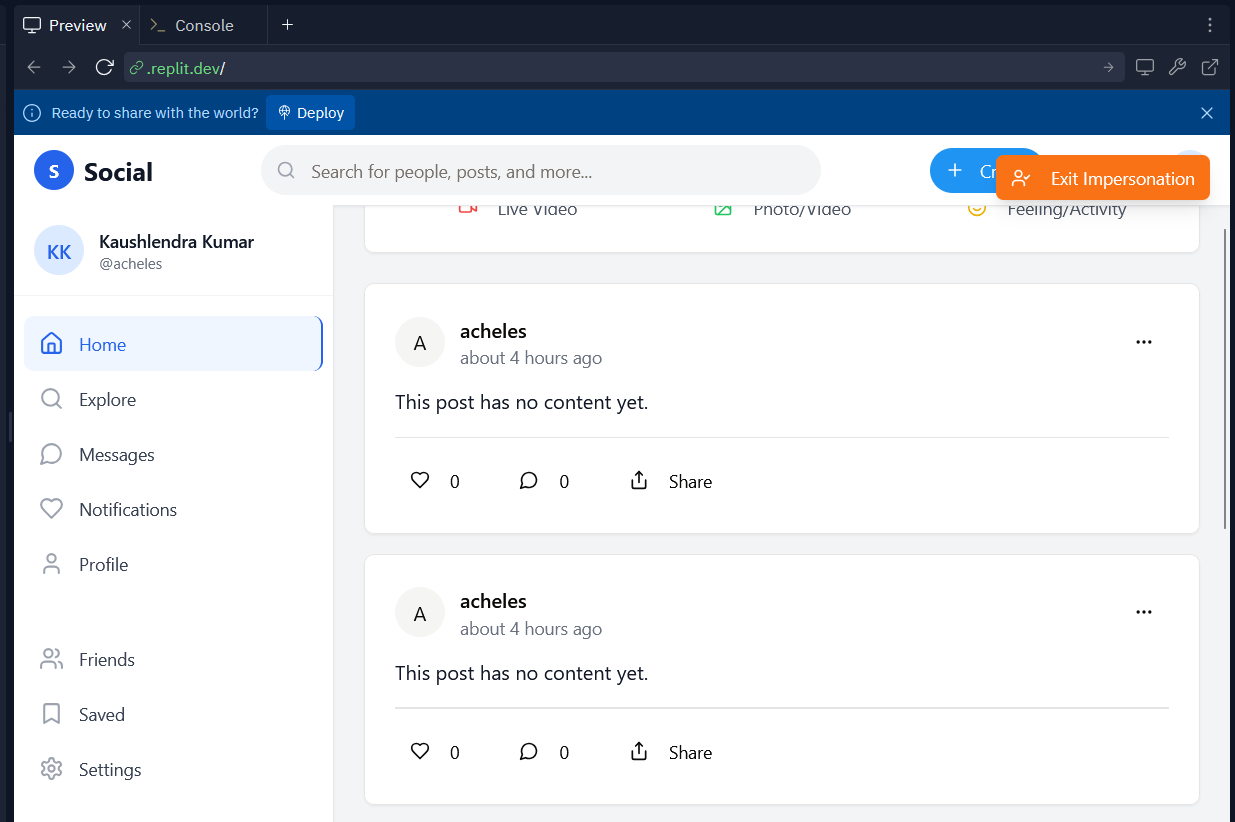 Preview
Console
.replit.dev/
Ready to share with the world?
Deploy
S Social
Search for people, posts, and more...
Exit Impersonation
KK
Kaushlendra Kumar
@acheles
Home
Explore
Messages
Notifications
Profile
Friends
Saved
Settings
Live Video
Photo/Video
Feeling/Activity
A
acheles
about 4 hours ago
This post has no content yet.
0
0
Share
A
acheles
about 4 hours ago
This post has no content yet.
0
0
Share